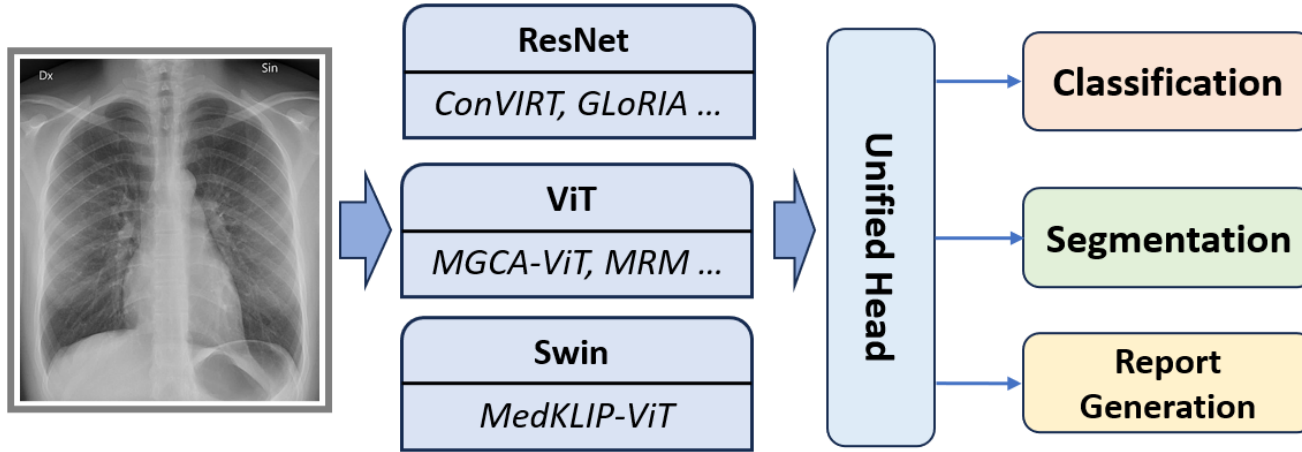 Dx
Sin
ResNet
ConVIRT, GLoRIA ...
ViT
MGCA-ViT, MRM ...
Swin
MedKLIP-ViT
Unified Head
Classification
Segmentation
Report
Generation